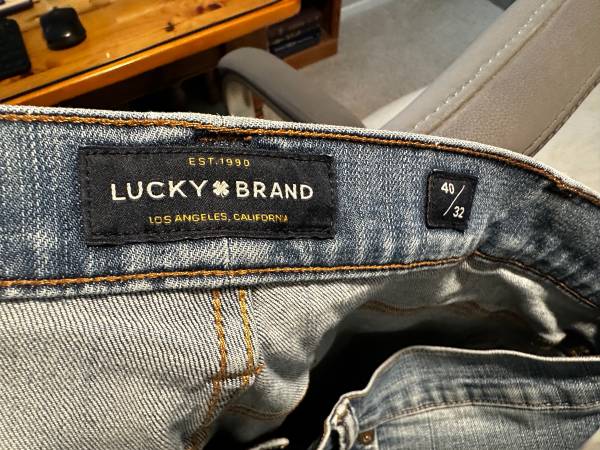 EST. 1990
LUCKY BRAND
LOS ANGELES, CALIFORNIA
40/32